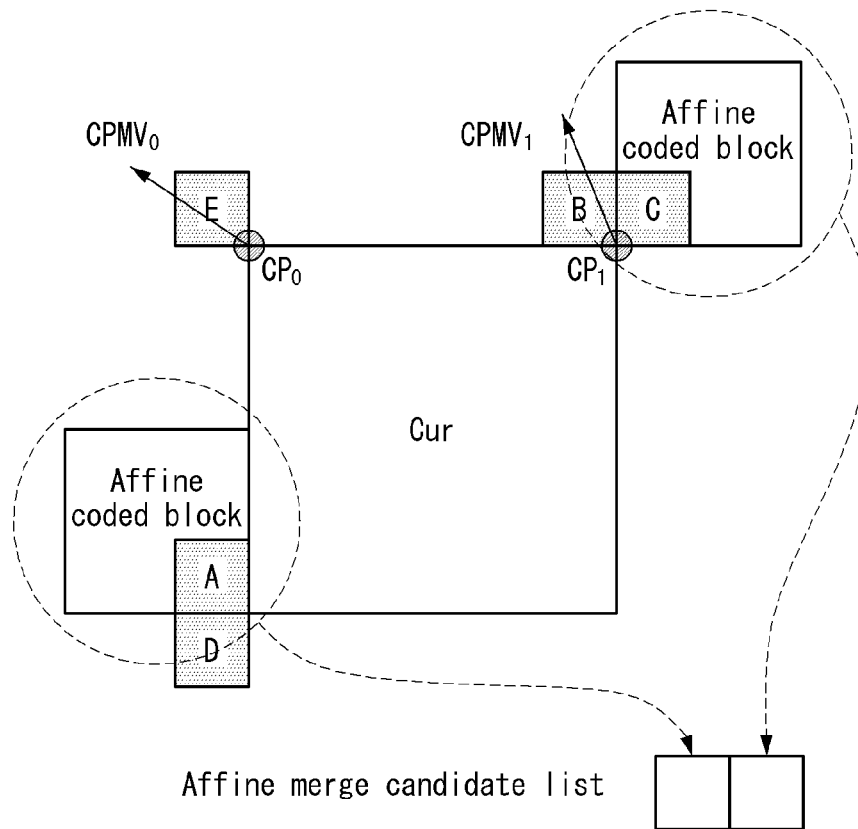 Affine
coded block
CPMV₀
CPMV₁
E
B
C
CP₀
CP₁
Cur
Affine
coded block
A
D
Affine merge candidate list